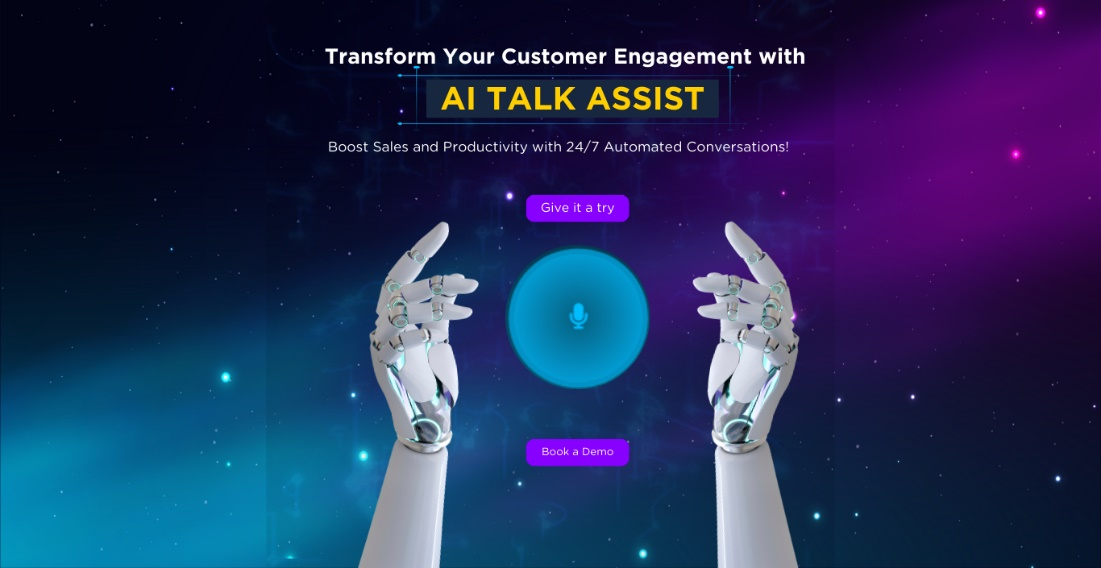 Transform Your Customer Engagement with
AI TALK ASSIST
Boost Sales and Productivity with 24/7 Automated Conversations!
Give it a try
Book a Demo